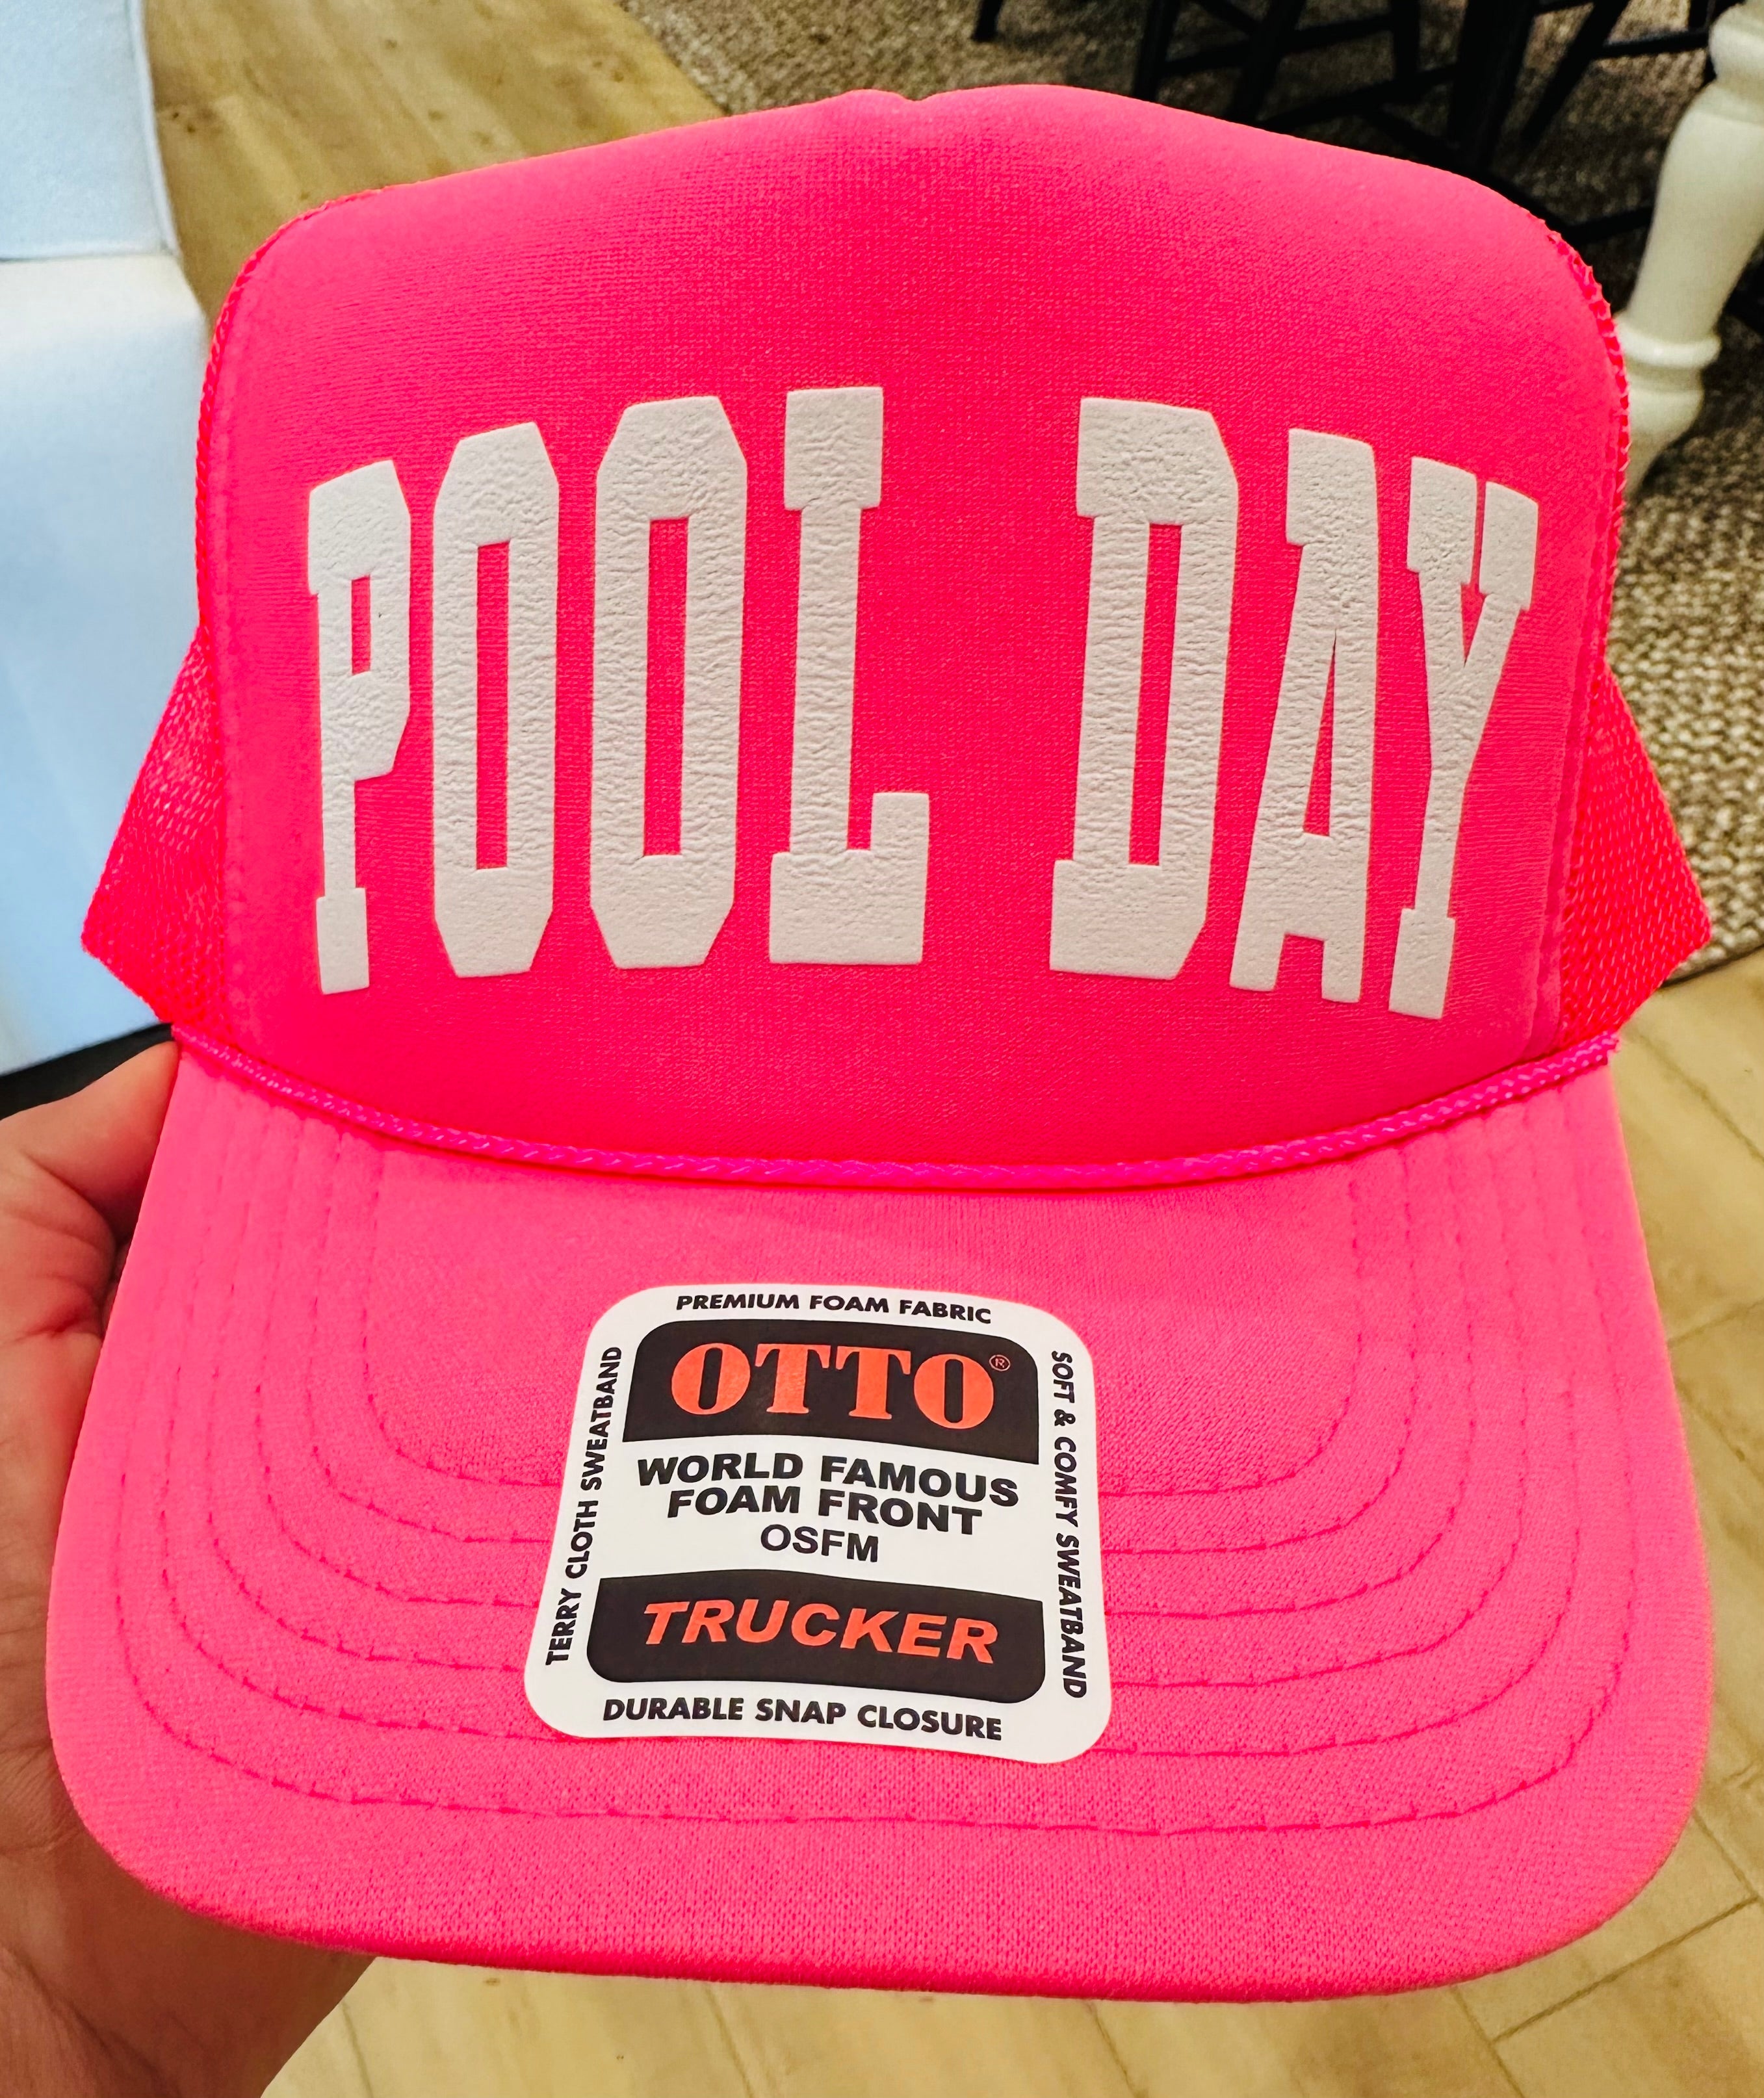 POOL DAY
PREMIUM FOAM FABRIC
OTTO®
WORLD FAMOUS
FOAM FRONT
OSFM
TRUCKER
DURABLE SNAP CLOSURE
TERRY CLOTH SWEATBAND
SOFT & COMFY SWEATBAND